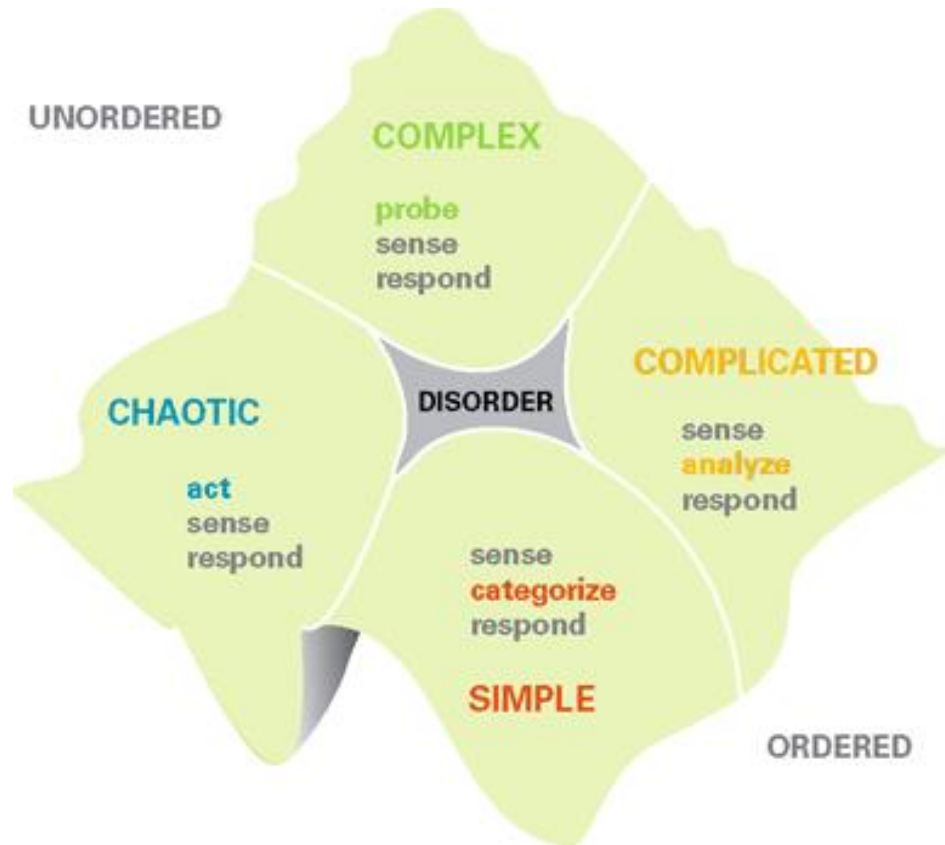 UNORDERED
COMPLEX
probe
sense
respond
COMPLICATED
sense
analyze
respond
DISORDER
CHAOTIC
act
sense
respond
sense
categorize
respond
SIMPLE
ORDERED